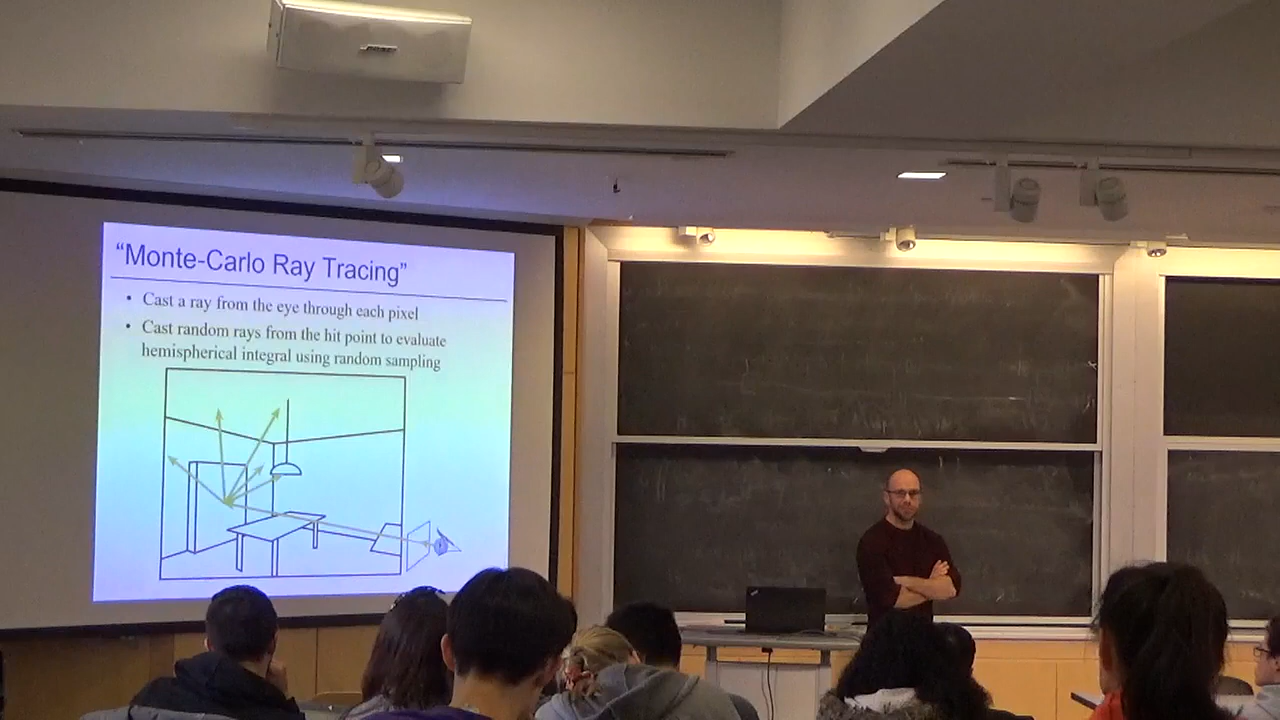 BOSE
“Monte-Carlo Ray Tracing”
• Cast a ray from the eye through each pixel
• Cast random rays from the hit point to evaluate
hemispherical integral using random sampling